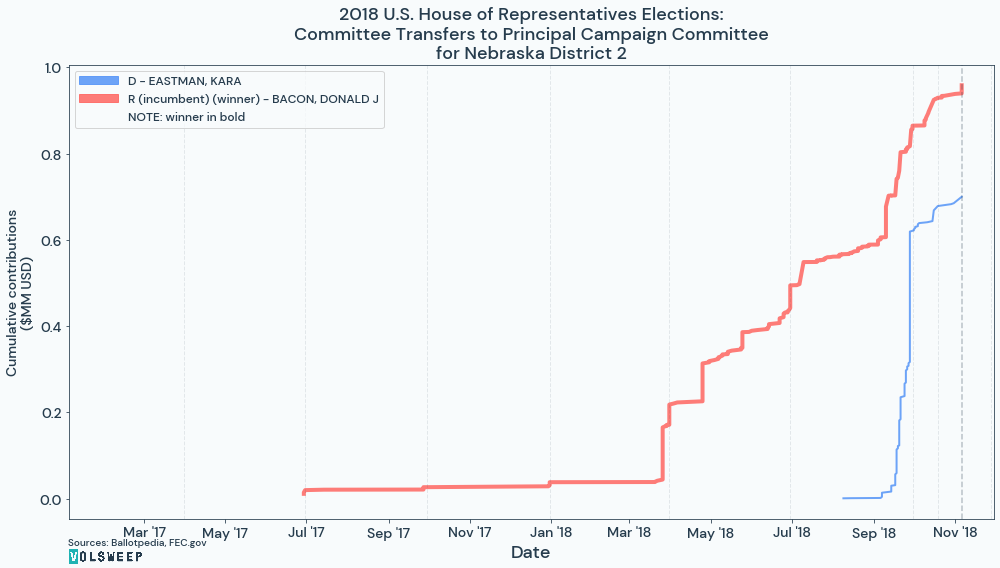 2018 U.S. House of Representatives Elections:
Committee Transfers to Principal Campaign Committee
for Nebraska District 2
D - EASTMAN, KARA
R (incumbent) (winner) - BACON, DONALD J
NOTE: winner in bold
Cumulative contributions
($MM USD)
1.0
0.8
0.6
0.4
0.2
0.0
Mar '17 May '17 Jul '17 Sep '17 Nov '17 Jan '18 Mar '18 May '18 Jul '18 Sep '18 Nov '18
Date
Sources: Ballotpedia, FEC.gov
VOL$WEEP